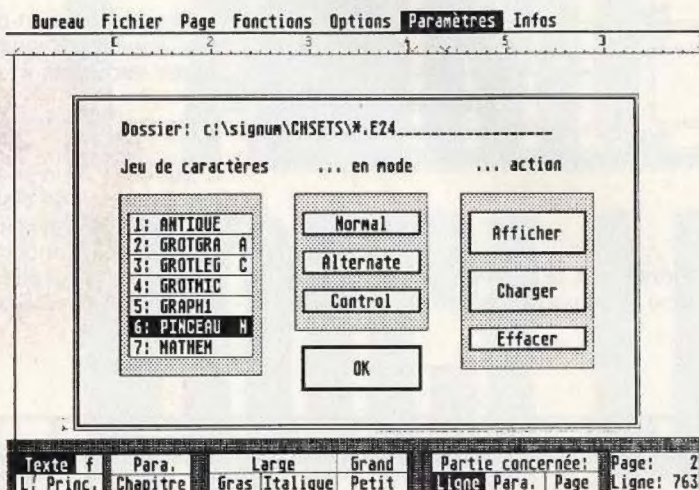 Bureau Fichier Page Fonctions Options Paramètres Infos
Dossier: c:\signum\CHSETS\*.E24
Jeu de caractères ... en mode ... action
1: ANTIQUE
2: GROTGRA A
3: GROTLEG C
4: GROTMIC
5: GRAPH1
6: PINCEAU N
7: MATHEM
Normal
Alternate
Control
OK
Afficher
Charger
Effacer
Texte f Para. Large Grand Partie concernée: Page: 2
L. Princ. Chapitre Gras Italique Petit Ligne Para. Page Ligne: 763